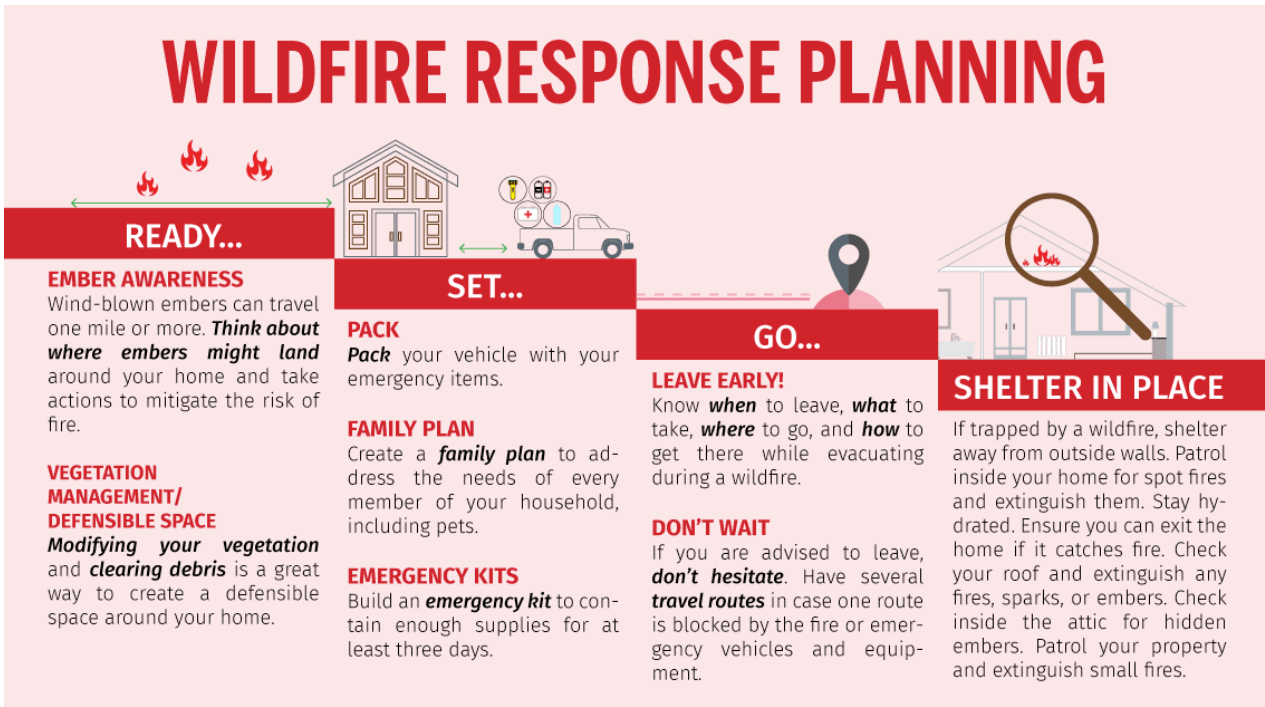 WILDFIRE RESPONSE PLANNING
READY...
EMBER AWARENESS
Wind-blown embers can travel
one mile or more. Think about
where embers might land
around your home and take
actions to mitigate the risk of
fire.
VEGETATION
MANAGEMENT/
DEFENSIBLE SPACE
Modifying your vegetation
and clearing debris is a great
way to create a defensible
space around your home.
SET...
PACK
Pack your vehicle with your
emergency items.
FAMILY PLAN
Create a family plan to ad-
dress the needs of every
member of your household,
including pets.
EMERGENCY KITS
Build an emergency kit to con-
tain enough supplies for at
least three days.
GO...
LEAVE EARLY!
Know when to leave, what to
take, where to go, and how to
get there while evacuating
during a wildfire.
DON'T WAIT
If you are advised to leave,
don't hesitate. Have several
travel routes in case one route
is blocked by the fire or emer-
gency vehicles and equip-
ment.
SHELTER IN PLACE
If trapped by a wildfire, shelter
away from outside walls. Patrol
inside your home for spot fires
and extinguish them. Stay hy-
drated. Ensure you can exit the
home if it catches fire. Check
your roof and extinguish any
fires, sparks, or embers. Check
inside the attic for hidden
embers. Patrol your property
and extinguish small fires.